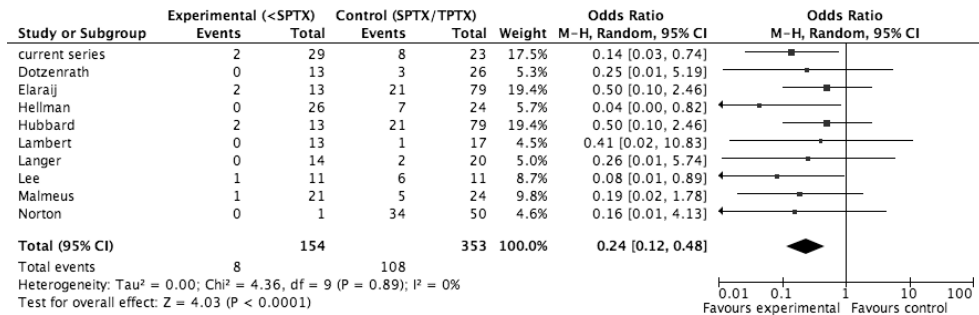 Experimental (<SPTX) Control (SPTX/TPTX) Odds Ratio Odds Ratio
Study or Subgroup Events Total Events Total Weight M-H, Random, 95% CI M-H, Random, 95% CI
current series 2 29 8 23 17.5% 0.14 [0.03, 0.74]
Dotzenrath 0 13 3 26 5.3% 0.25 [0.01, 5.19]
Elaraij 2 13 21 79 19.4% 0.50 [0.10, 2.46]
Hellman 0 26 7 24 5.7% 0.04 [0.00, 0.82]
Hubbard 2 13 21 79 19.4% 0.50 [0.10, 2.46]
Lambert 0 13 1 17 4.5% 0.41 [0.02, 10.83]
Langer 0 14 2 20 5.0% 0.26 [0.01, 5.74]
Lee 1 11 6 11 8.7% 0.08 [0.01, 0.89]
Malmeus 1 21 5 24 9.8% 0.19 [0.02, 1.78]
Norton 0 1 34 50 4.6% 0.16 [0.01, 4.13]
Total (95% CI) 154 353 100.0% 0.24 [0.12, 0.48]
Total events 8 108
Heterogeneity: Tau² = 0.00; Chi² = 4.36, df = 9 (P = 0.89); I² = 0%
Test for overall effect: Z = 4.03 (P < 0.0001)
0.01 0.1 1 10 100
Favours experimental Favours control